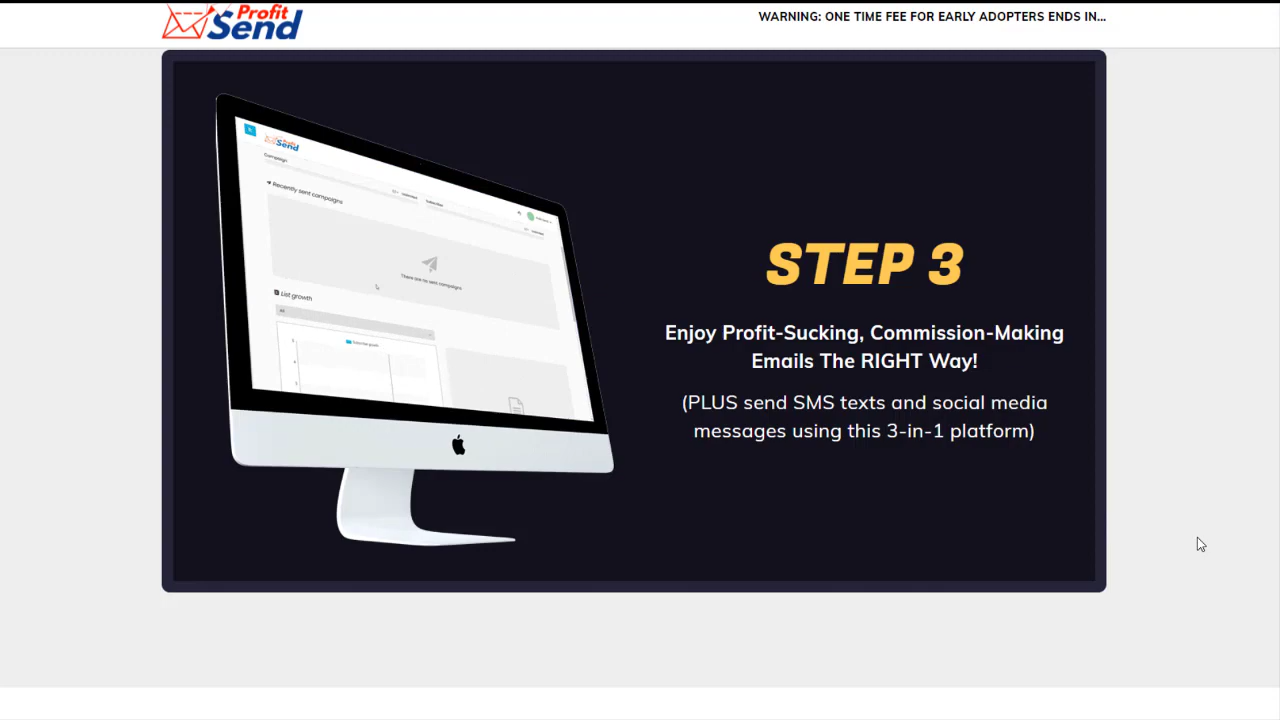 Profit
Send
WARNING: ONE TIME FEE FOR EARLY ADOPTERS ENDS IN...
Profit
Send
Campaign
Recently sent campaigns
There are no sent campaigns
List growth
All
STEP 3
Enjoy Profit-Sucking, Commission-Making
Emails The RIGHT Way!
(PLUS send SMS texts and social media
messages using this 3-in-1 platform)